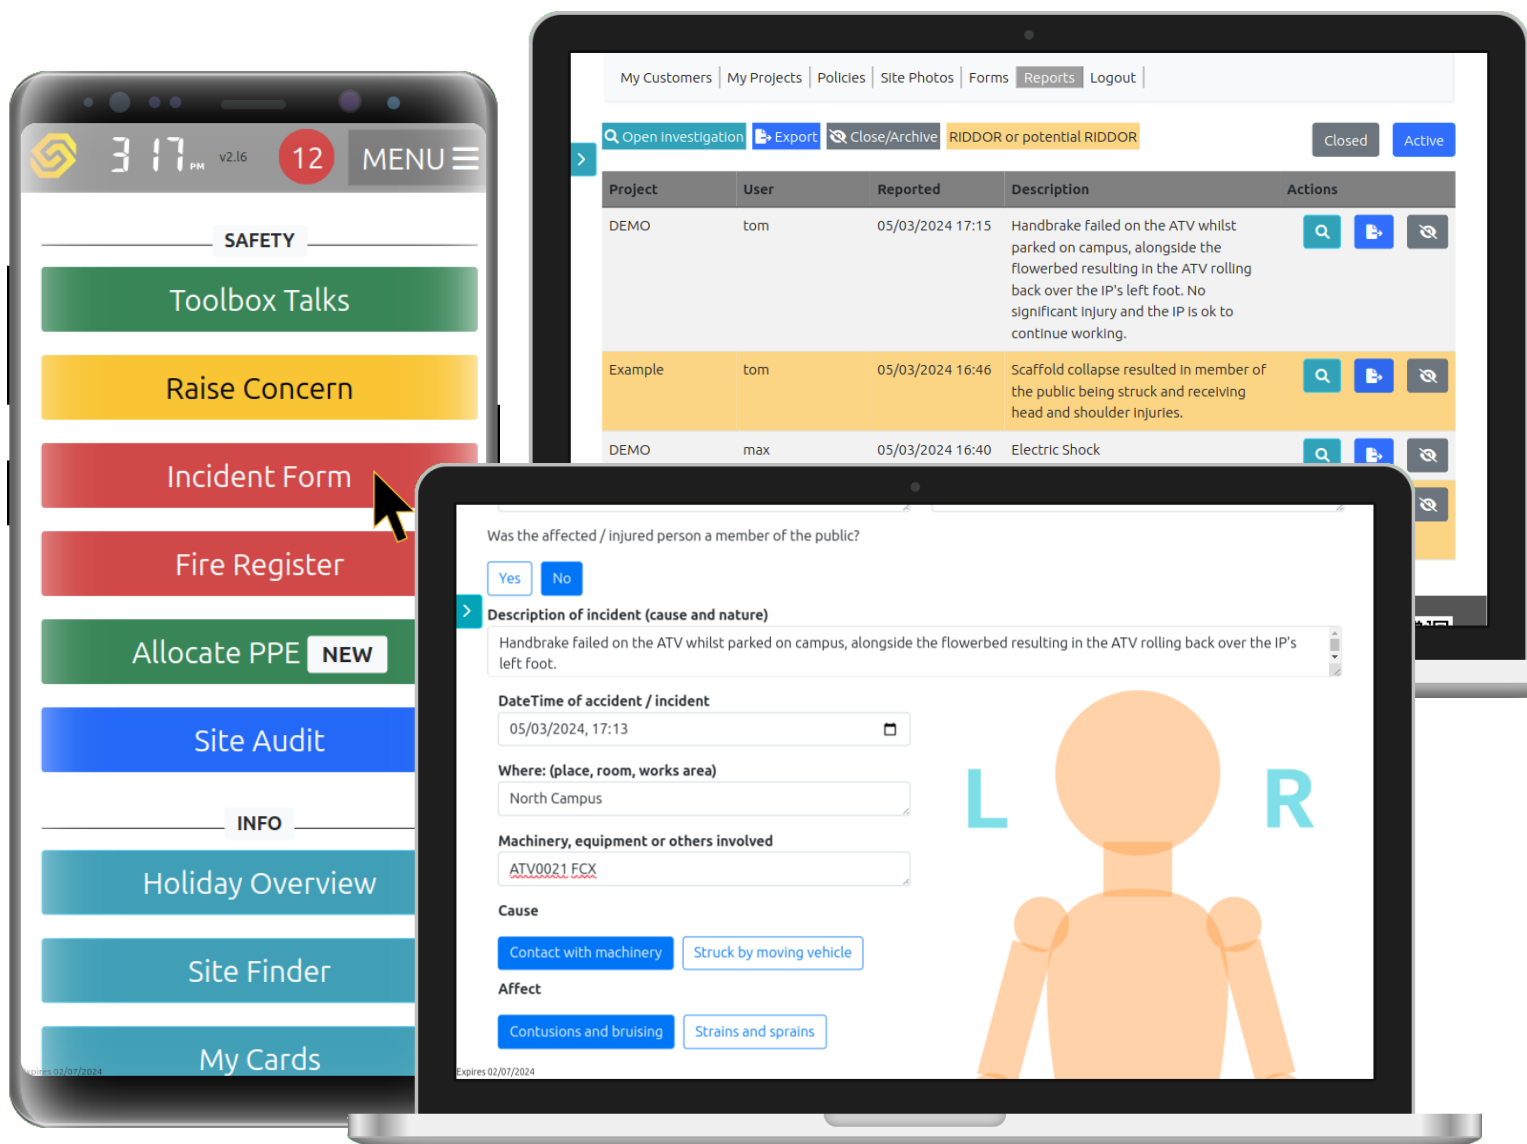 3 17 PM v2.16 12 MENU
SAFETY
Toolbox Talks
Raise Concern
Incident Form
Fire Register
Allocate PPE NEW
Site Audit
INFO
Holiday Overview
Site Finder
My Cards
Expires 02/07/2024
My Customers My Projects Policies Site Photos Forms Reports Logout
Open Investigation Export Close/Archive RIDDOR or potential RIDDOR Closed Active
Project User Reported Description Actions
DEMO tom 05/03/2024 17:15 Handbrake failed on the ATV whilst
parked on campus, alongside the
flowerbed resulting in the ATV rolling
back over the IP's left foot. No
significant injury and the IP is ok to
continue working.
Example tom 05/03/2024 16:46 Scaffold collapse resulted in member of
the public being struck and receiving
head and shoulder injuries.
DEMO max 05/03/2024 16:40 Electric Shock
Was the affected / injured person a member of the public?
Yes No
Description of incident (cause and nature)
Handbrake failed on the ATV whilst parked on campus, alongside the flowerbed resulting in the ATV rolling back over the IP's
left foot.
DateTime of accident / incident
05/03/2024, 17:13
Where: (place, room, works area)
North Campus
Machinery, equipment or others involved
ATV0021 FCX
Cause
Contact with machinery Struck by moving vehicle
Affect
Contusions and bruising Strains and sprains
L R
Expires 02/07/2024